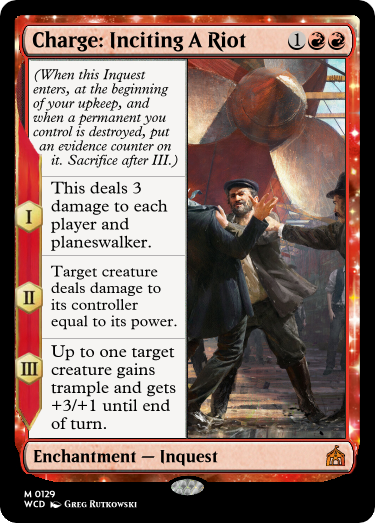 Charge: Inciting A Riot 1
(When this Inquest
enters, at the beginning
of your upkeep, and
when a permanent you
control is destroyed, put
an evidence counter on
it. Sacrifice after III.)
I
This deals 3
damage to each
player and
planeswalker.
II
Target creature
deals damage to
its controller
equal to its power.
III
Up to one target
creature gains
trample and gets
+3/+1 until end
of turn.
Enchantment — Inquest
M 0129
WCD Greg Rutkowski